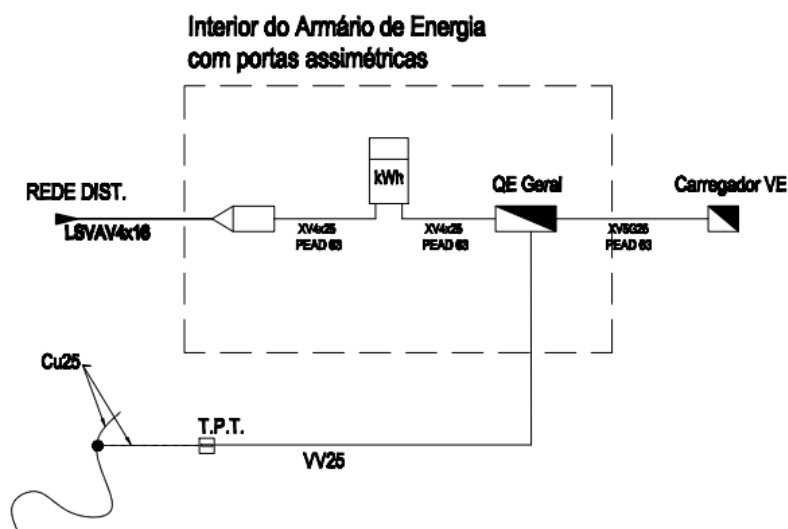 Interior do Armário de Energia
com portas assimétricas
kWh
QE Geral
Carregador VE
REDE DIST.
LSVAV4x16
XV4x25
PEAD 63
XV4x25
PEAD 63
XV5G25
PEAD 63
Cu25
T.P.T.
VV25